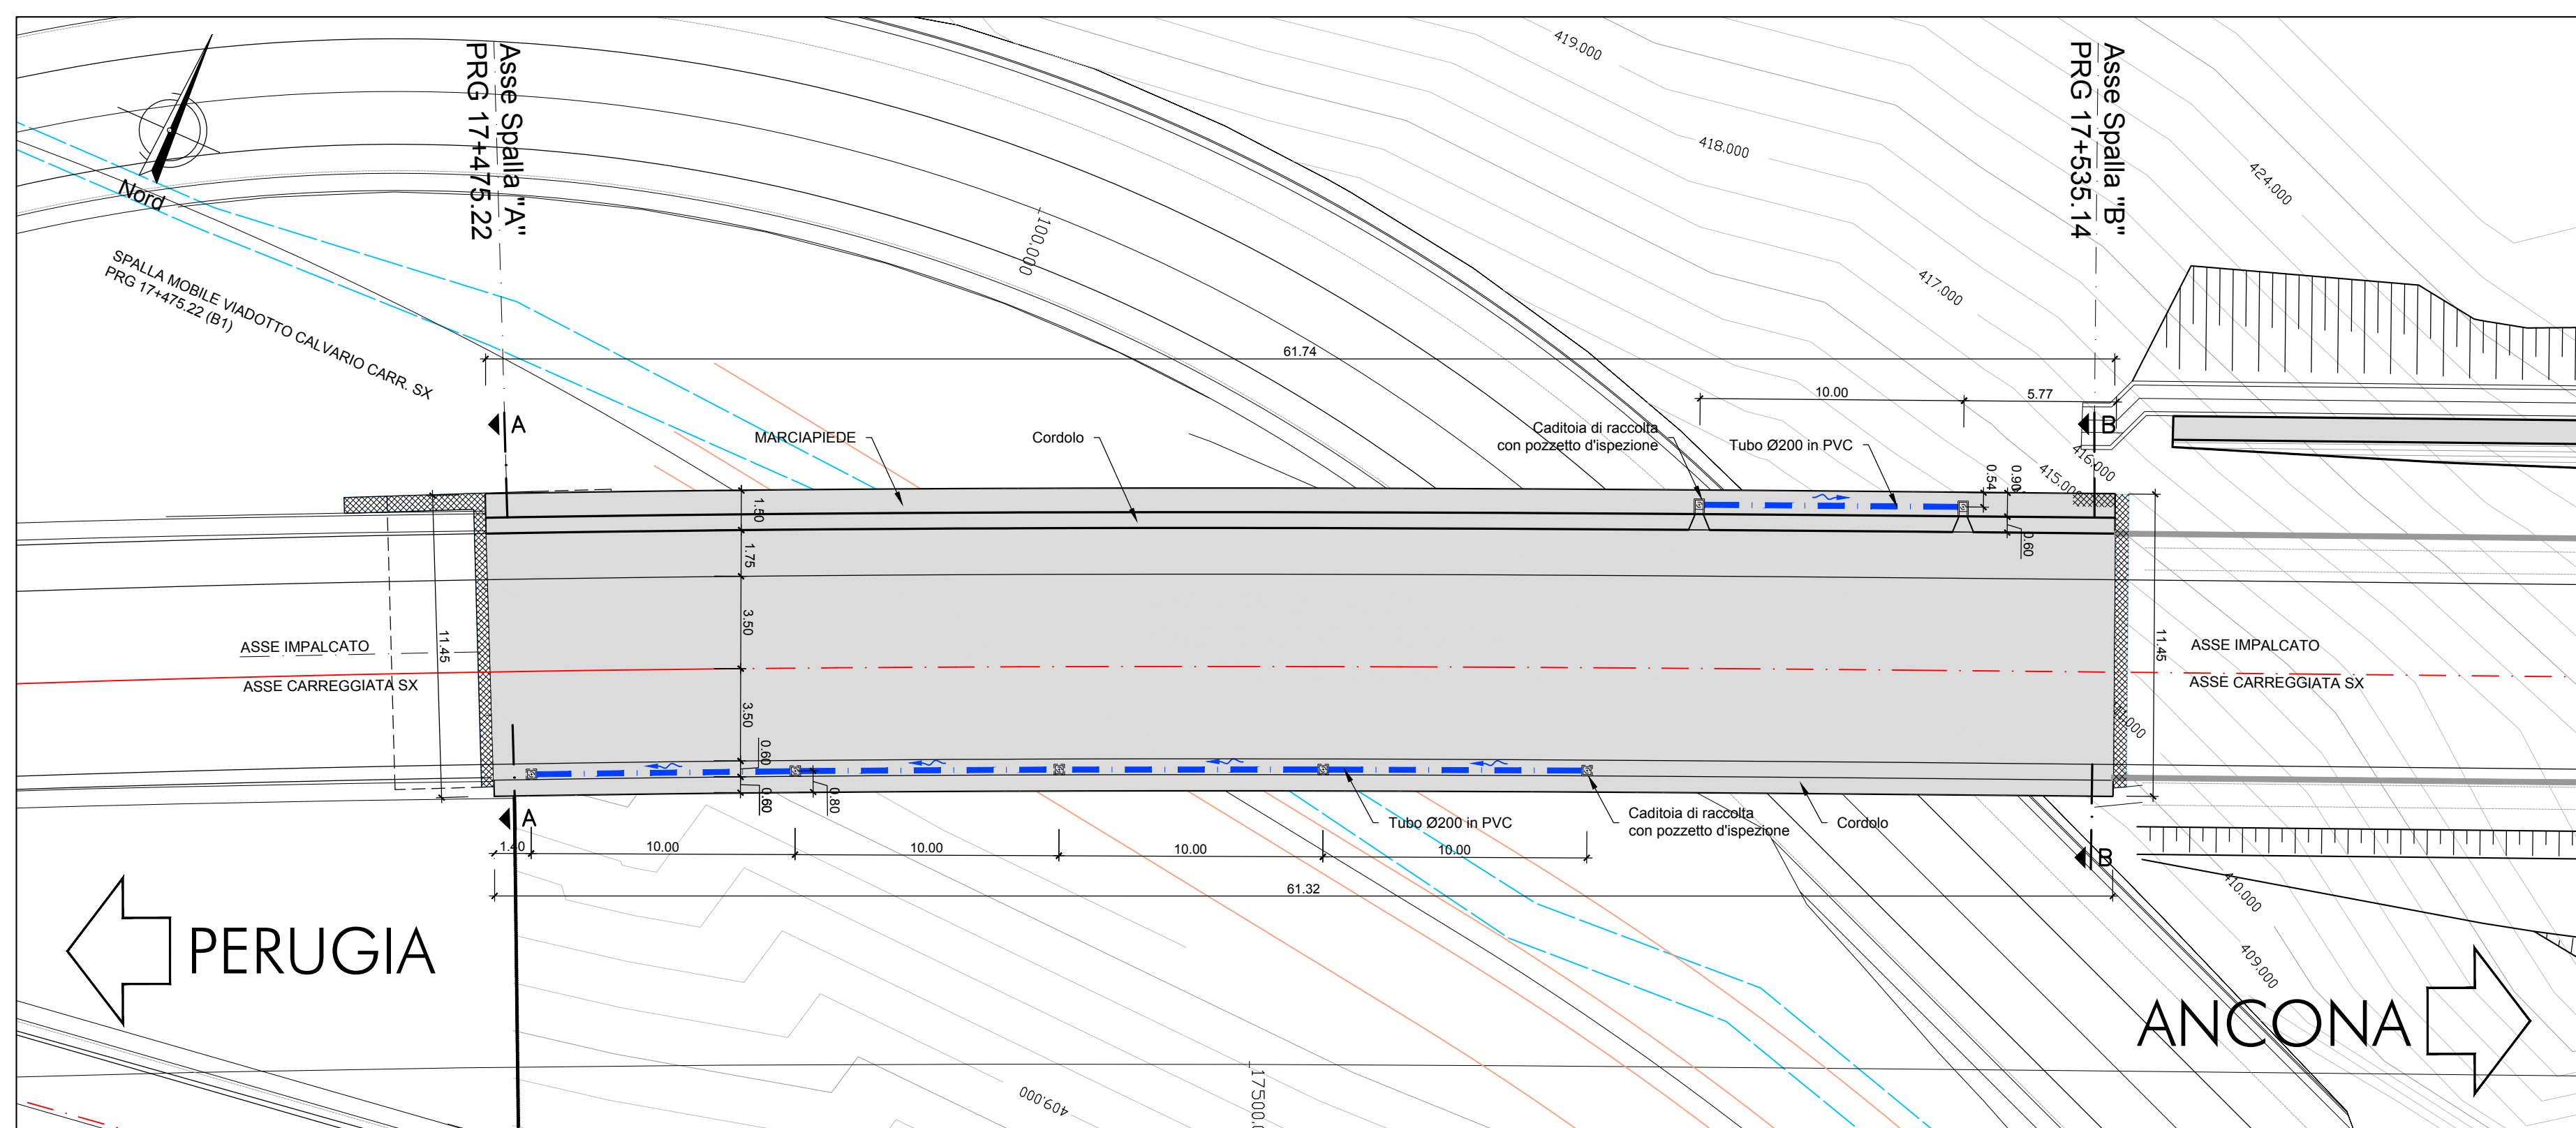 Asse Spalla "A"
PRG 17+475.22
Asse Spalla "B"
PRG 17+535.14
Nord
SPALLA MOBILE VIADOTTO CALVARIO CARR. SX
PRG 17+475.22 (B1)
419.000
418.000
417.000
424.000
416.000
415.000
100.000
61.74
10.00
5.77
A
B
MARCIAPIEDE
Cordolo
Caditoia di raccolta
con pozzetto d'ispezione
Tubo Ø200 in PVC
0.54
0.90
0.60
1.50
1.75
3.50
3.50
0.60
0.60
0.80
11.45
11.45
ASSE IMPALCATO
ASSE CARREGGIATA SX
ASSE IMPALCATO
ASSE CARREGGIATA SX
Tubo Ø200 in PVC
Caditoia di raccolta
con pozzetto d'ispezione
Cordolo
A
B
1.40
10.00
10.00
10.00
10.00
61.32
PERUGIA
ANCONA
410.000
409.000
409.000